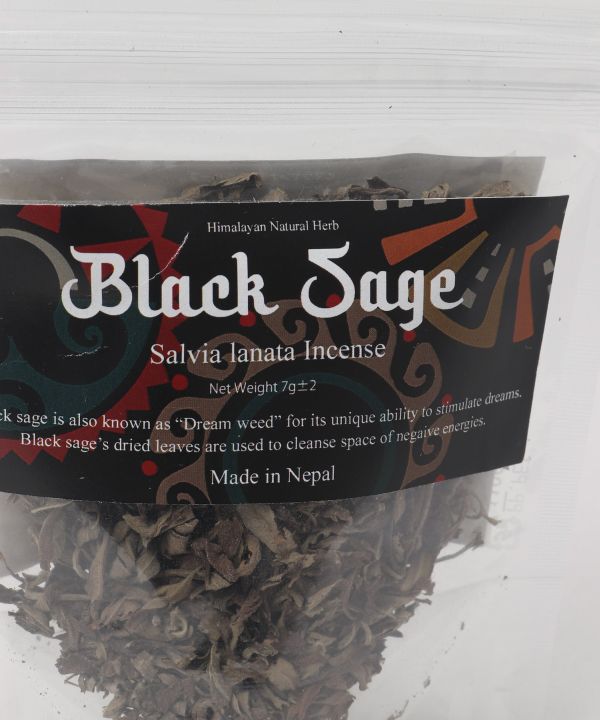 Himalayan Natural Herb
Black Sage
Salvia lanata Incense
Net Weight 7g±2
ck sage is also known as “Dream weed” for its unique ability to stimulate dreams.
Black sage’s dried leaves are used to cleanse space of negaive energies.
Made in Nepal